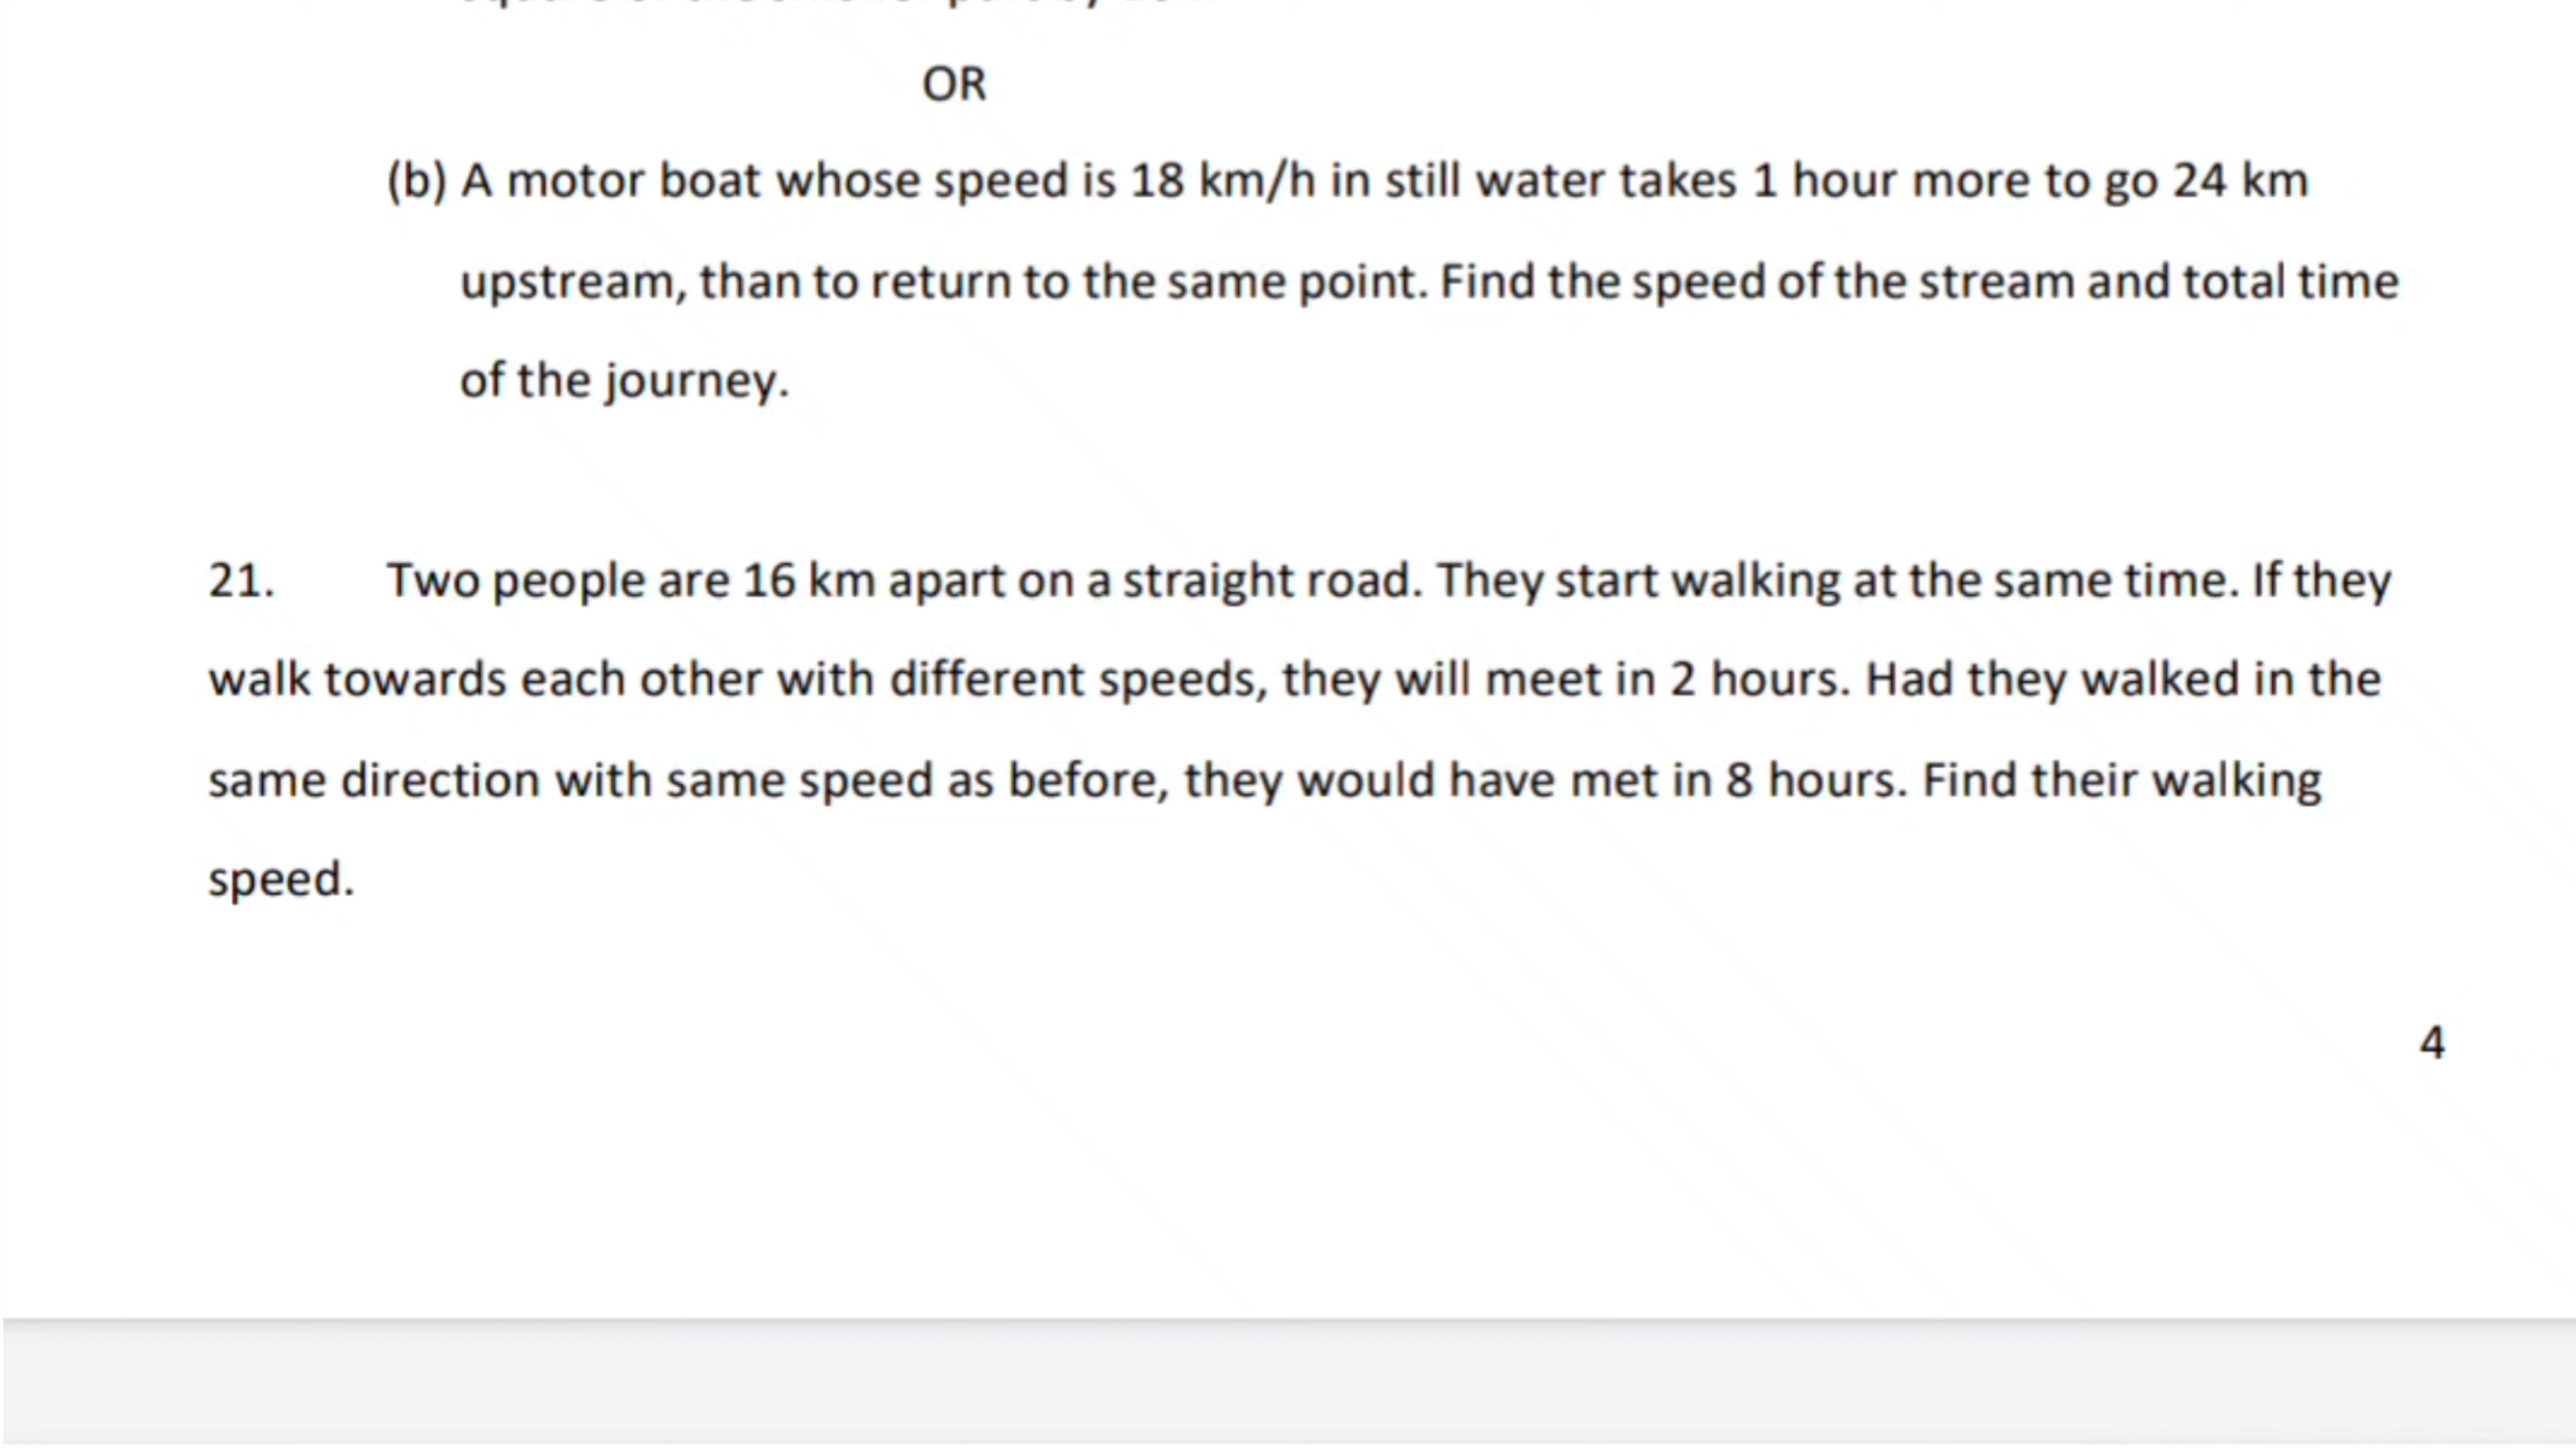 OR
(b) A motor boat whose speed is 18 km/h in still water takes 1 hour more to go 24 km
upstream, than to return to the same point. Find the speed of the stream and total time
of the journey.
21. Two people are 16 km apart on a straight road. They start walking at the same time. If they
walk towards each other with different speeds, they will meet in 2 hours. Had they walked in the
same direction with same speed as before, they would have met in 8 hours. Find their walking
speed.
4